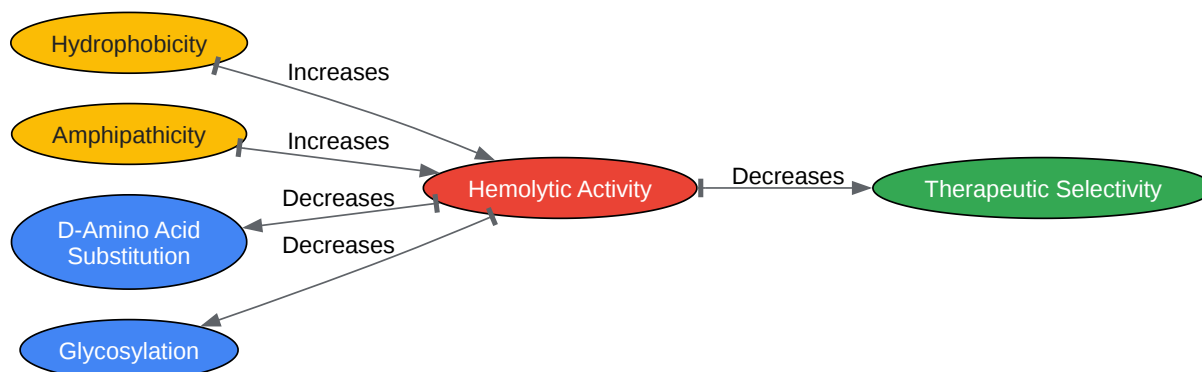 Hydrophobicity
Increases
Amphipathicity
Increases
Hemolytic Activity
Decreases
Therapeutic Selectivity
Decreases
D-Amino Acid
Substitution
Decreases
Glycosylation